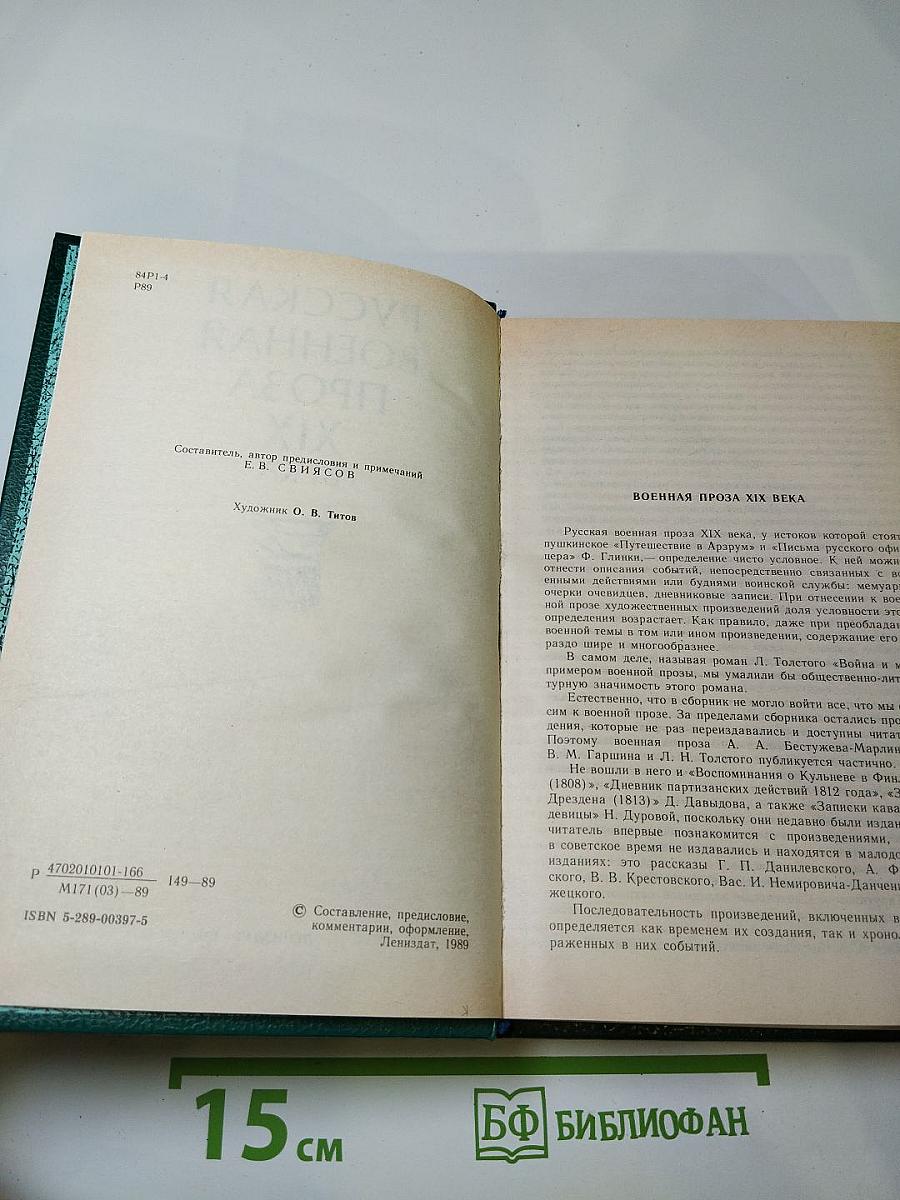 84Р1-4
Р89
РУССКАЯ
ВОЕННАЯ
ПРОЗА
XIX
Составитель, автор предисловия и примечаний
Е. В. СВИЯСОВ
Художник О. В. Титов
Р 4702010101-166
М171(03)—89
149—89
ISBN 5-289-00397-5
© Составление, предисловие,
комментарии, оформление,
Лениздат, 1989
ВОЕННАЯ ПРОЗА XIX ВЕКА
Русская военная проза XIX века, у истоков которой стоят
пушкинское «Путешествие в Арзрум» и «Письма русского офи-
цера» Ф. Глинки,— определение чисто условное. К ней можн
отнести описания событий, непосредственно связанных с во
енными действиями или буднями воинской службы: мемуар
очерки очевидцев, дневниковые записи. При отнесении к вое
ной прозе художественных произведений доля условности это
определения возрастает. Как правило, даже при преоблада
военной темы в том или ином произведении, содержание его
раздо шире и многообразнее.
В самом деле, называя роман Л. Толстого «Война и м
примером военной прозы, мы умалили бы общественно-лит
турную значимость этого романа.
Естественно, что в сборник не могло войти все, что мы
сим к военной прозе. За пределами сборника остались про
дения, которые не раз переиздавались и доступны читат
Поэтому военная проза А. А. Бестужева-Марлин
В. М. Гаршина и Л. Н. Толстого публикуется частично.
Не вошли в него и «Воспоминания о Кульневе в Финл
(1808)», «Дневник партизанских действий 1812 года», «З
Дрездена (1813)» Д. Давыдова, а также «Записки кава
девицы» Н. Дуровой, поскольку они недавно были издан
читатель впервые познакомится с произведениями,
в советское время не издавались и находятся в малодо
изданиях: это рассказы Г. П. Данилевского, А. Ф
ского, В. В. Крестовского, Вас. И. Немировича-Данчен
жецкого.
Последовательность произведений, включенных в
определяется как временем их создания, так и хроно
раженных в них событий.
15 см
БФ БИБЛИОФАН